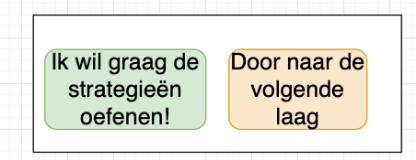 Ik wil graag de
strategieën
oefenen!
Door naar de
volgende
laag